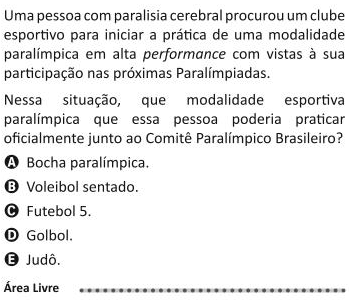 Uma pessoa com paralisia cerebral procurou um clube
esportivo para iniciar a prática de uma modalidade
paralímpica em alta performance com vistas à sua
participação nas próximas Paralímpiadas.
Nessa situação, que modalidade esportiva
paralímpica que essa pessoa poderia praticar
oficialmente junto ao Comitê Paralímpico Brasileiro?
A Bocha paralímpica.
B Voleibol sentado.
C Futebol 5.
D Golbol.
E Judô.
Área Livre